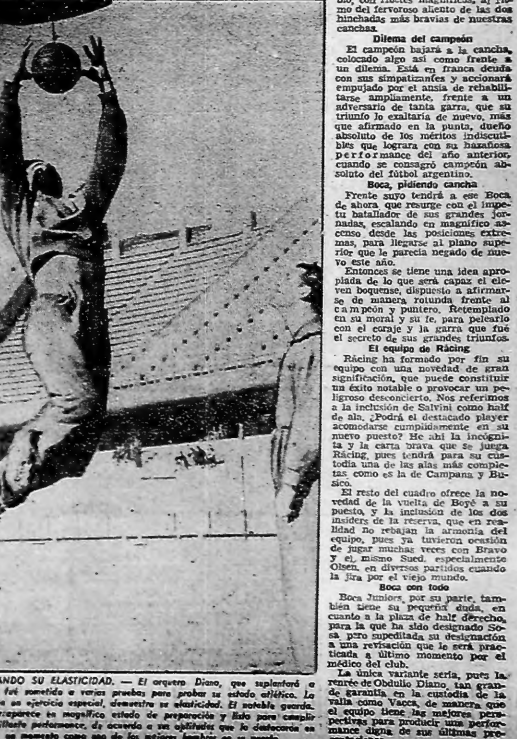 mo del fervoroso aliento de las dos
hinchadas más bravias de nuestras
canchas.
Dilema del campeón
El campeón bajará a la cancha,
colocado algo así como frente a
un dilema. Está en franca deuda
con sus simpatizantes y accionará
empujado por el ansia de rehabili-
tarse ampliamente, frente a un
adversario de tanta garra, que su
triunfo lo exaltaría de nuevo, más
que afirmado en la punta, dueño
absoluto de los méritos indiscuti-
bles que lograra con su hazañosa
performance del año anterior,
cuando se consagró campeón ab-
soluto del fútbol argentino.
Boca, pidiendo cancha
Frente suyo tendrá a ese Boca
de ahora que resurge con el ímpe-
tu batallador de sus grandes jor-
nadas, escalando en magnífico as-
censo desde las posiciones extre-
mas, para llegarse al plano supe-
rior que le parecía negado de nue-
vo este año.
Entonces se tiene una idea apro-
piada de lo que será capaz el ele-
ven boquense, dispuesto a afirmar-
se de manera rotunda frente al
campeón y puntero. Retemplado
en su moral y su fe, para pelearlo
con el coraje y la garra que fué
el secreto de sus grandes triunfos.
El equipo de Rácing
Rácing ha formado por fin su
equipo con una novedad de gran
significación, que puede constituir
un éxito notable o provocar un pe-
ligroso desconcierto. Nos referimos
a la inclusión de Salvini como half
de ala. ¿Podrá el destacado player
acomodarse cumplidamente en su
nuevo puesto? He ahí la incógni-
ta y la carta brava que se juega
Rácing, pues tendrá para su cus-
todia una de las alas más comple-
tas como es la de Campana y Bu-
sico.
El resto del cuadro ofrece la no-
vedad de la vuelta de Boyé a su
puesto, y la inclusión de los dos
insiders de la reserva, que en rea-
lidad no rebajan la armonía del
equipo, pues ya tuvieron ocasión
de jugar muchas veces con Bravo
y el mismo Sued, especialmente
Olsen, en diversos partidos cuando
la jira por el viejo mundo.
Boca con todo
Boca Juniors, por su parte, tam-
bién tiene su pequeña duda, en
cuanto a la plaza de half derecho,
para la que ha sido designado So-
sa pero supeditada su designación
a una revisación que le será prac-
ticada a último momento por el
médico del club.
La única variante sería, pues la
rentrée de Obdulio Diano, tan gran-
de garantía en la custodia de la
valla como Vacca, de manera que
el equipo tiene las mejores pers-
pectivas para producir una perfor-
mance digna de sus últimas pre-
ANDO SU ELASTICIDAD. — El arquero Diano, que suplantará a
fué sometido a varias pruebas para probar su estado atlético. La
un ejercicio especial, demuestra su elasticidad. El notable guarda-
reaparece en magnífico estado de preparación y listo para cumplir
performance, de acuerdo a sus aptitudes que lo destacaron